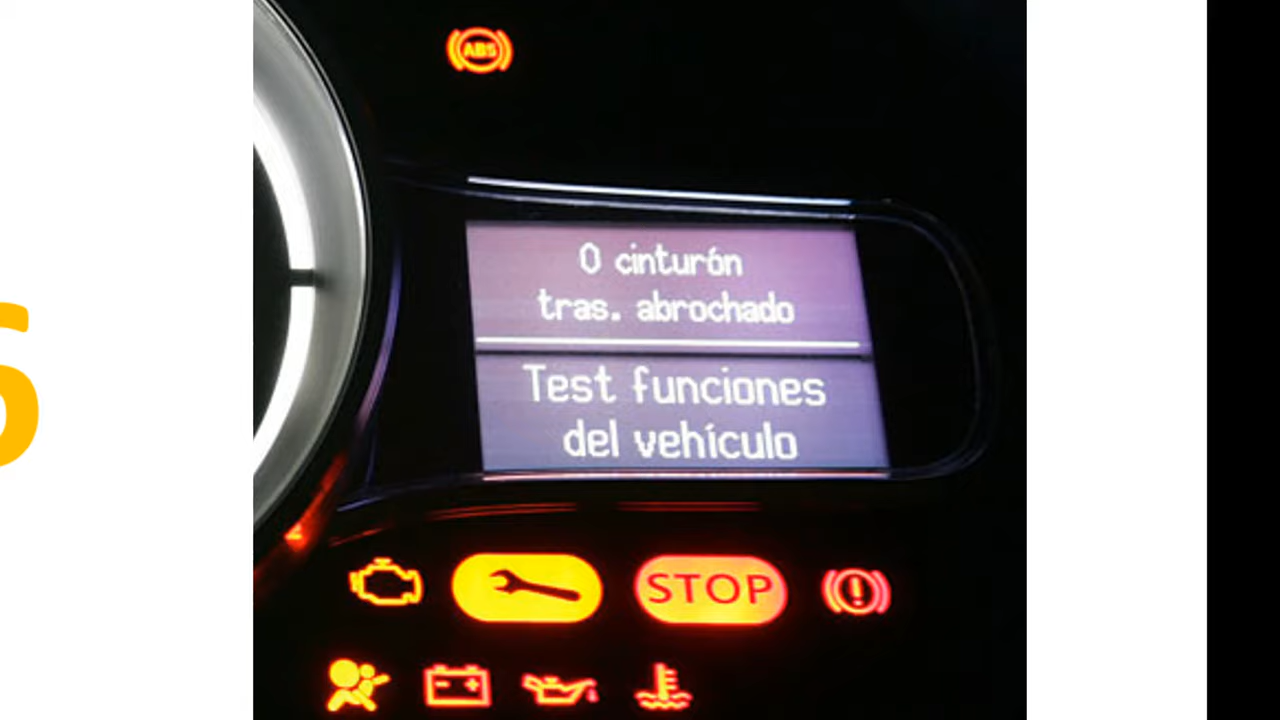 ABS
0 cinturón
tras. abrochado
Test funciones
del vehículo
STOP